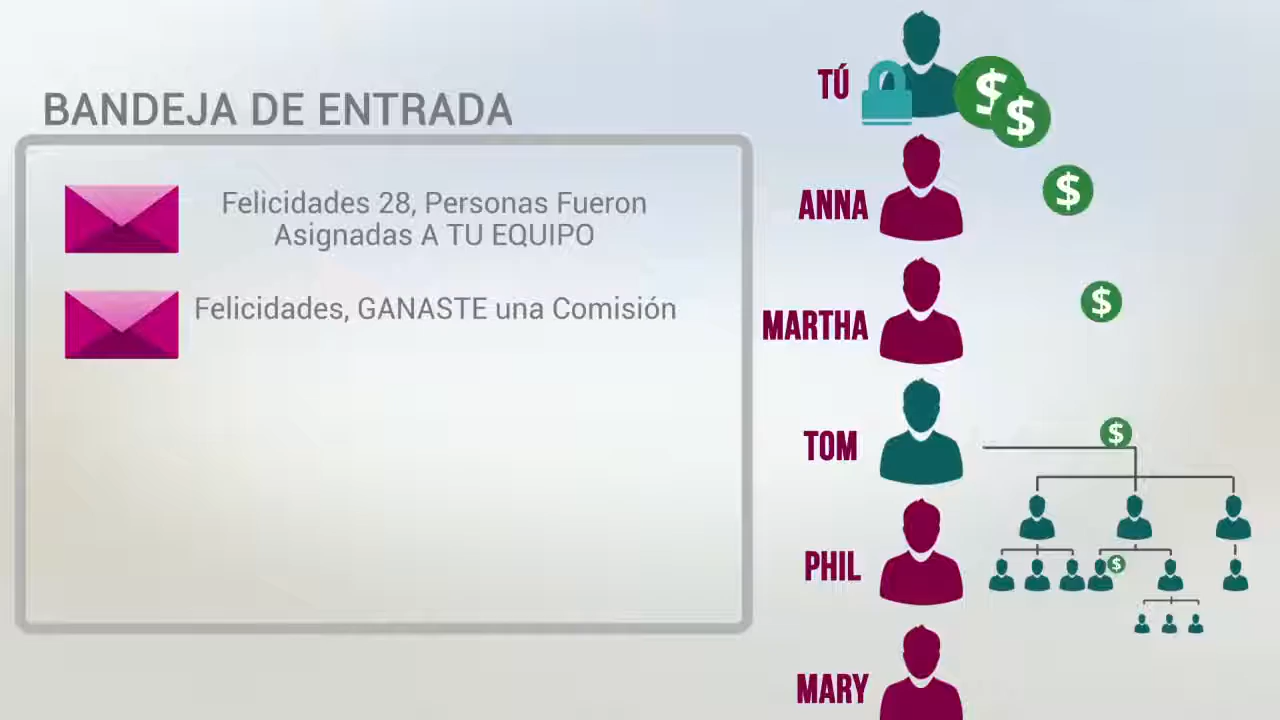 BANDEJA DE ENTRADA
Felicidades 28, Personas Fueron
Asignadas A TU EQUIPO
Felicidades, GANASTE una Comisión
TÚ
$
$
ANNA
$
MARTHA
$
TOM
$
PHIL
$
MARY